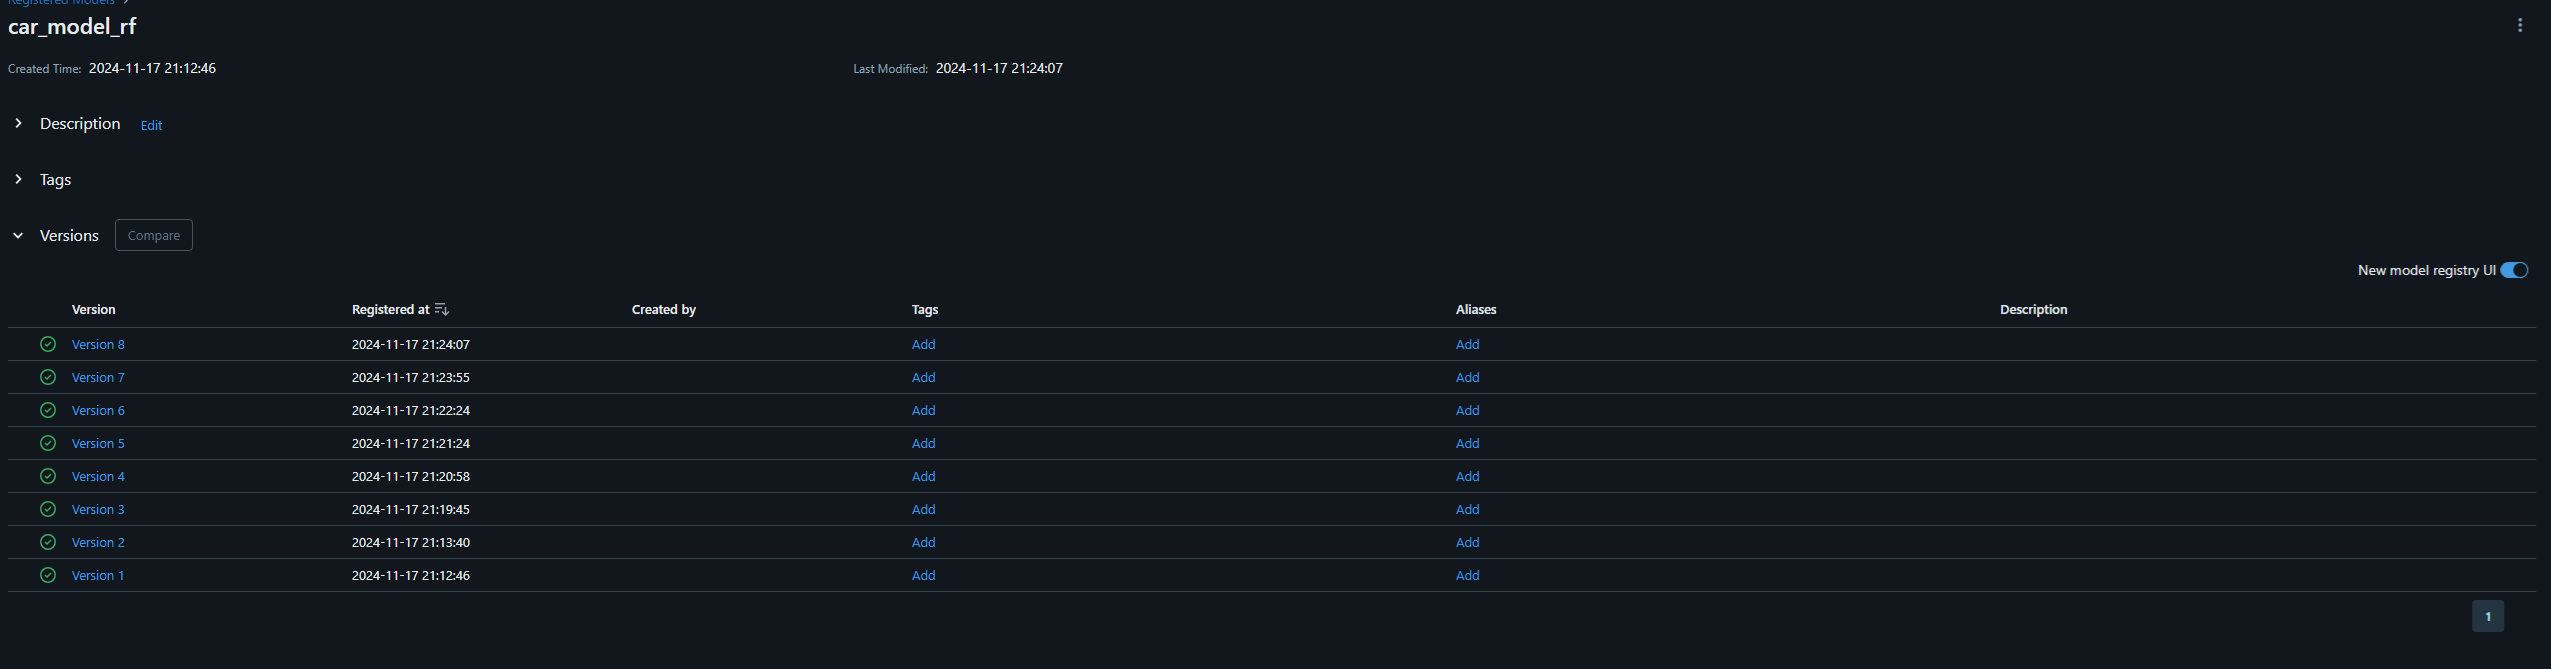 Registered Models
car_model_rf
Created Time: 2024-11-17 21:12:46 Last Modified: 2024-11-17 21:24:07
Description Edit
Tags
Versions Compare
New model registry UI
Version Registered at Created by Tags Aliases Description
Version 8 2024-11-17 21:24:07 Add Add
Version 7 2024-11-17 21:23:55 Add Add
Version 6 2024-11-17 21:22:24 Add Add
Version 5 2024-11-17 21:21:24 Add Add
Version 4 2024-11-17 21:20:58 Add Add
Version 3 2024-11-17 21:19:45 Add Add
Version 2 2024-11-17 21:13:40 Add Add
Version 1 2024-11-17 21:12:46 Add Add
1